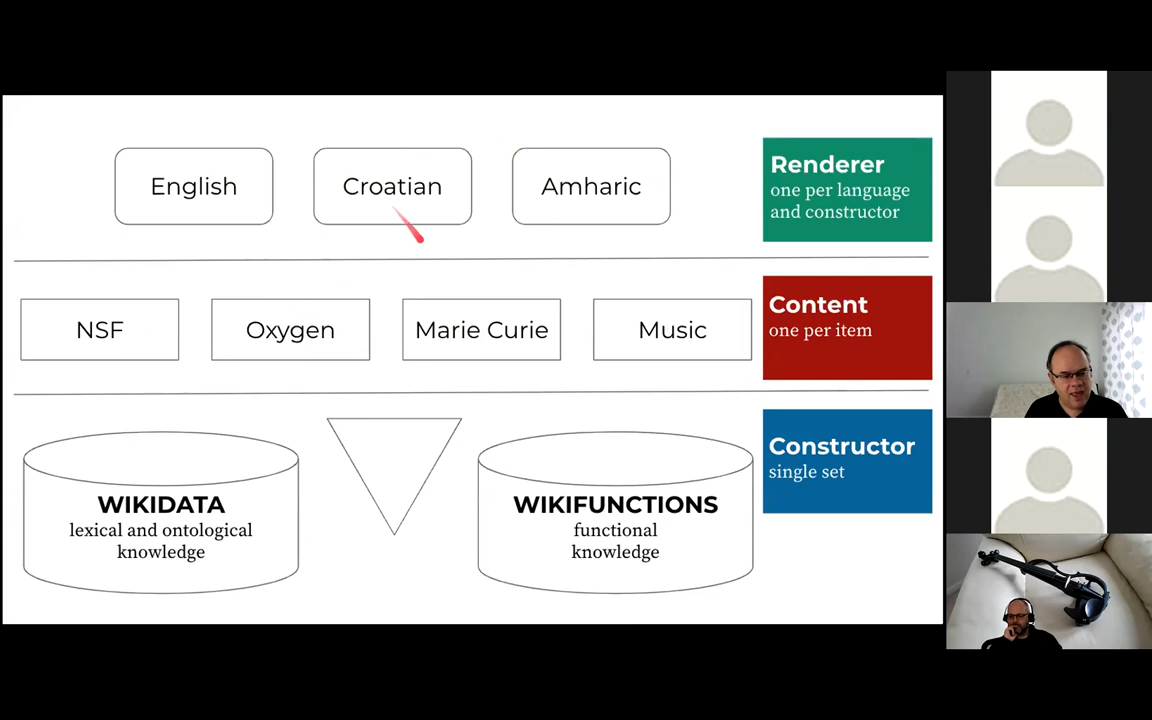 English
Croatian
Amharic
Renderer
one per language
and constructor
NSF
Oxygen
Marie Curie
Music
Content
one per item
WIKIDATA
lexical and ontological
knowledge
WIKIFUNCTIONS
functional
knowledge
Constructor
single set